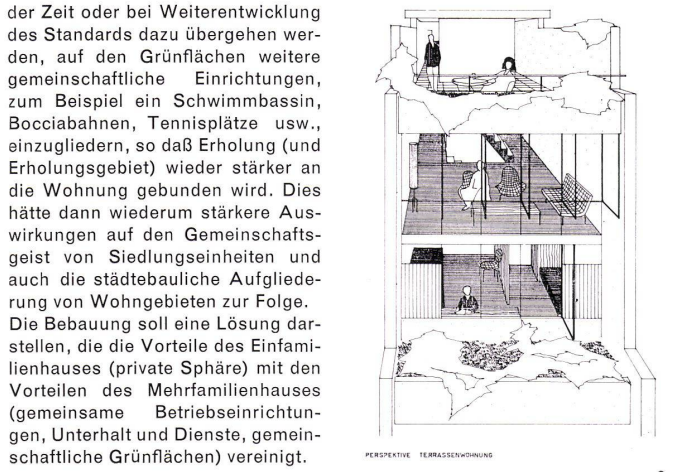 der Zeit oder bei Weiterentwicklung
des Standards dazu übergehen wer-
den, auf den Grünflächen weitere
gemeinschaftliche Einrichtungen,
zum Beispiel ein Schwimmbassin,
Bocciabahnen, Tennisplätze usw.,
einzugliedern, so daß Erholung (und
Erholungsgebiet) wieder stärker an
die Wohnung gebunden wird. Dies
hätte dann wiederum stärkere Aus-
wirkungen auf den Gemeinschafts-
geist von Siedlungseinheiten und
auch die städtebauliche Aufgliede-
rung von Wohngebieten zur Folge.
Die Bebauung soll eine Lösung dar-
stellen, die die Vorteile des Einfami-
lienhauses (private Sphäre) mit den
Vorteilen des Mehrfamilienhauses
(gemeinsame Betriebseinrichtun-
gen, Unterhalt und Dienste, gemein-
schaftliche Grünflächen) vereinigt.
PERSPEKTIVE TERRASSENWOHNUNG